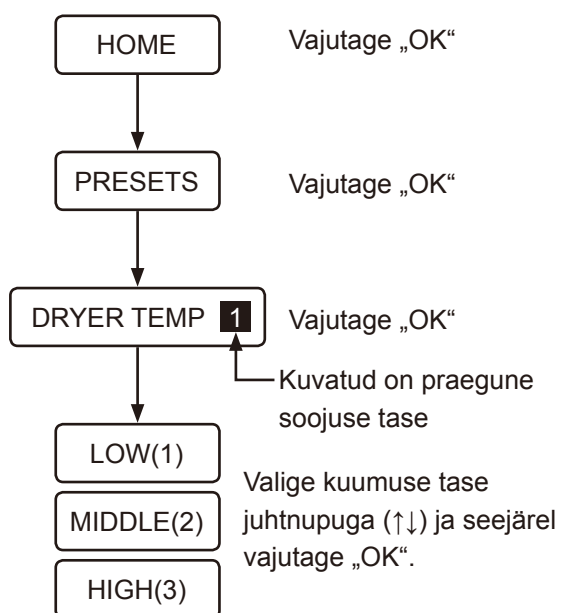 HOME
Vajutage „OK“
PRESETS
Vajutage „OK“
DRYER TEMP 1
Vajutage „OK“
Kuvatud on praegune
soojuse tase
LOW(1)
MIDDLE(2)
HIGH(3)
Valige kuumuse tase
juhtnupuga (↑↓) ja seejärel
vajutage „OK“.